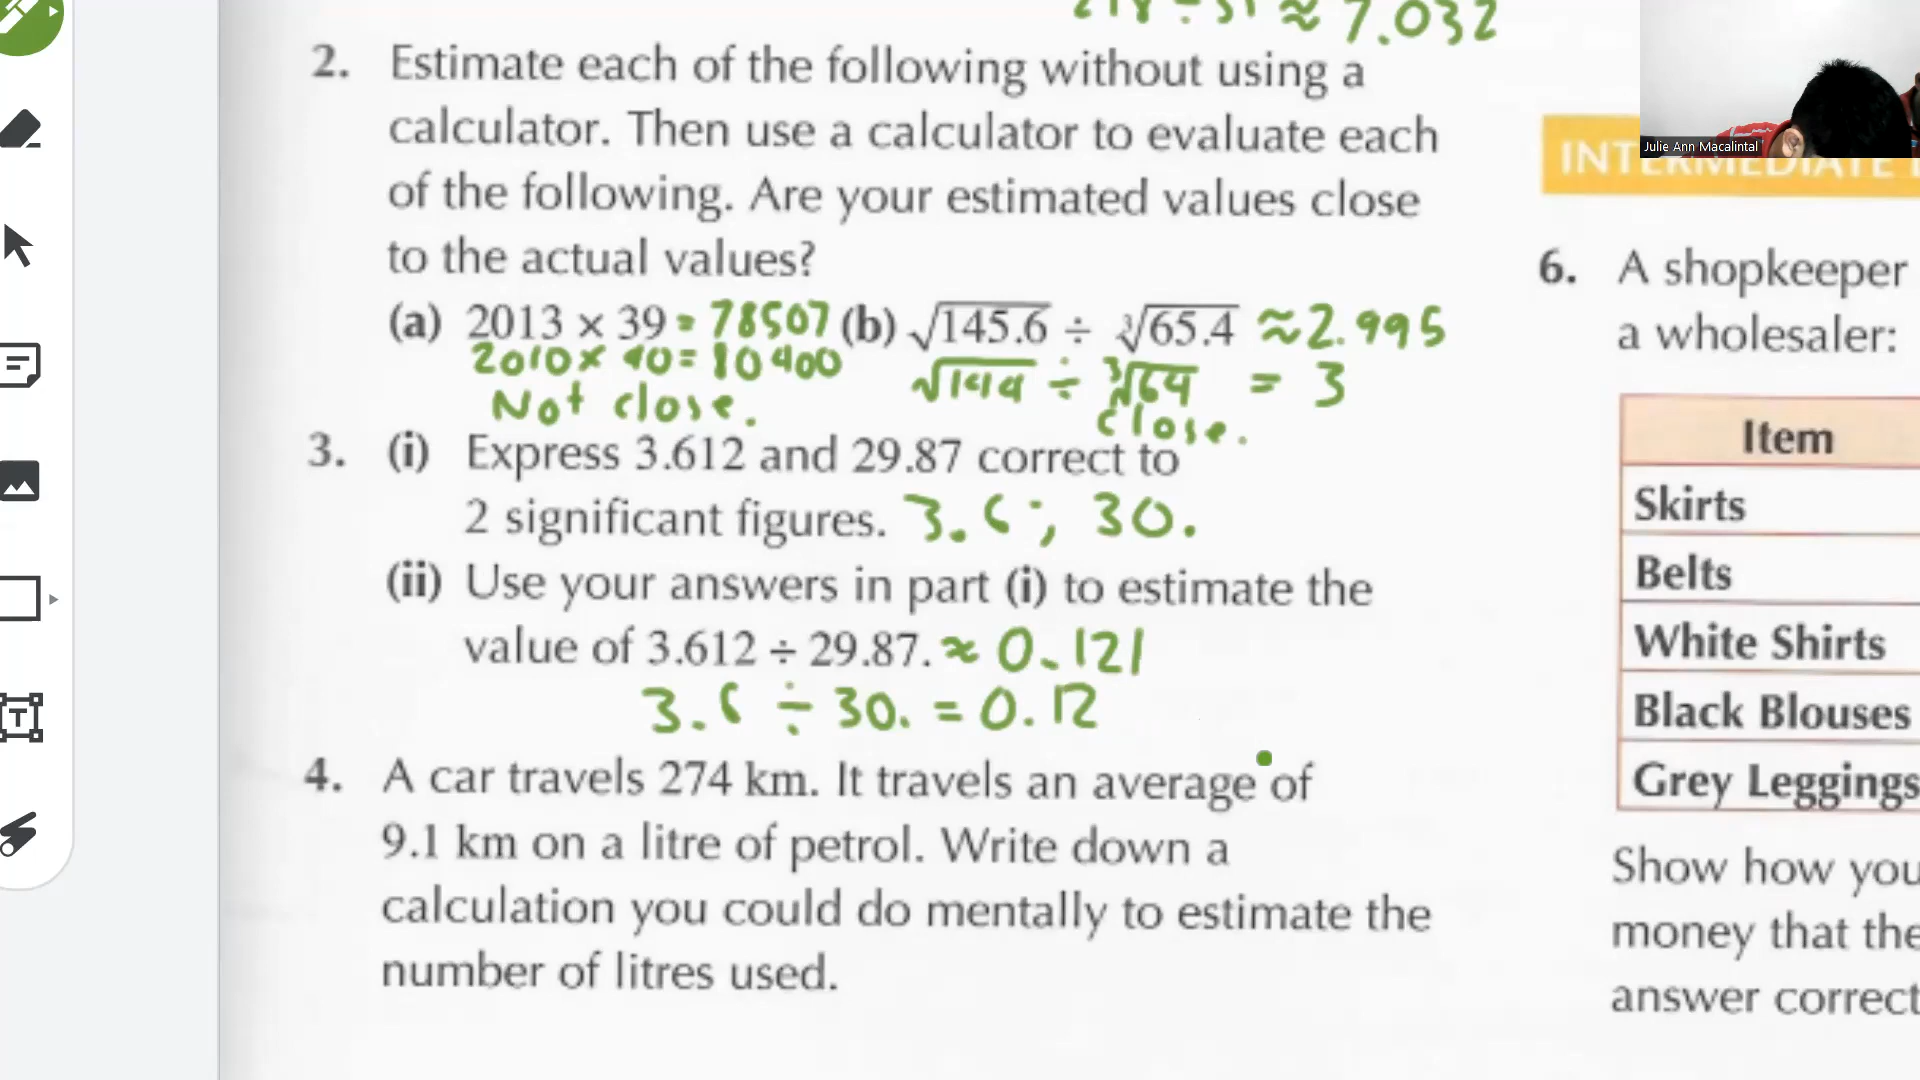 218 ÷ 31 ≈ 7.032
2. Estimate each of the following without using a
calculator. Then use a calculator to evaluate each
of the following. Are your estimated values close
to the actual values?
(a) 2013 × 39 = 78507 (b) √145.6 ÷ ∛65.4 ≈ 2.995
2010 × 40 = 80400 √144 ÷ ∛64 = 3
Not close. close.
3. (i) Express 3.612 and 29.87 correct to
2 significant figures. 3.6 ; 30.
(ii) Use your answers in part (i) to estimate the
value of 3.612 ÷ 29.87. ≈ 0.121
3.6 ÷ 30. = 0.12
4. A car travels 274 km. It travels an average of
9.1 km on a litre of petrol. Write down a
calculation you could do mentally to estimate the
number of litres used.
Julie Ann Macalintal
INTERMEDIATE
6. A shopkeeper
a wholesaler:
Item
Skirts
Belts
White Shirts
Black Blouses
Grey Leggings
Show how you
money that the
answer correct